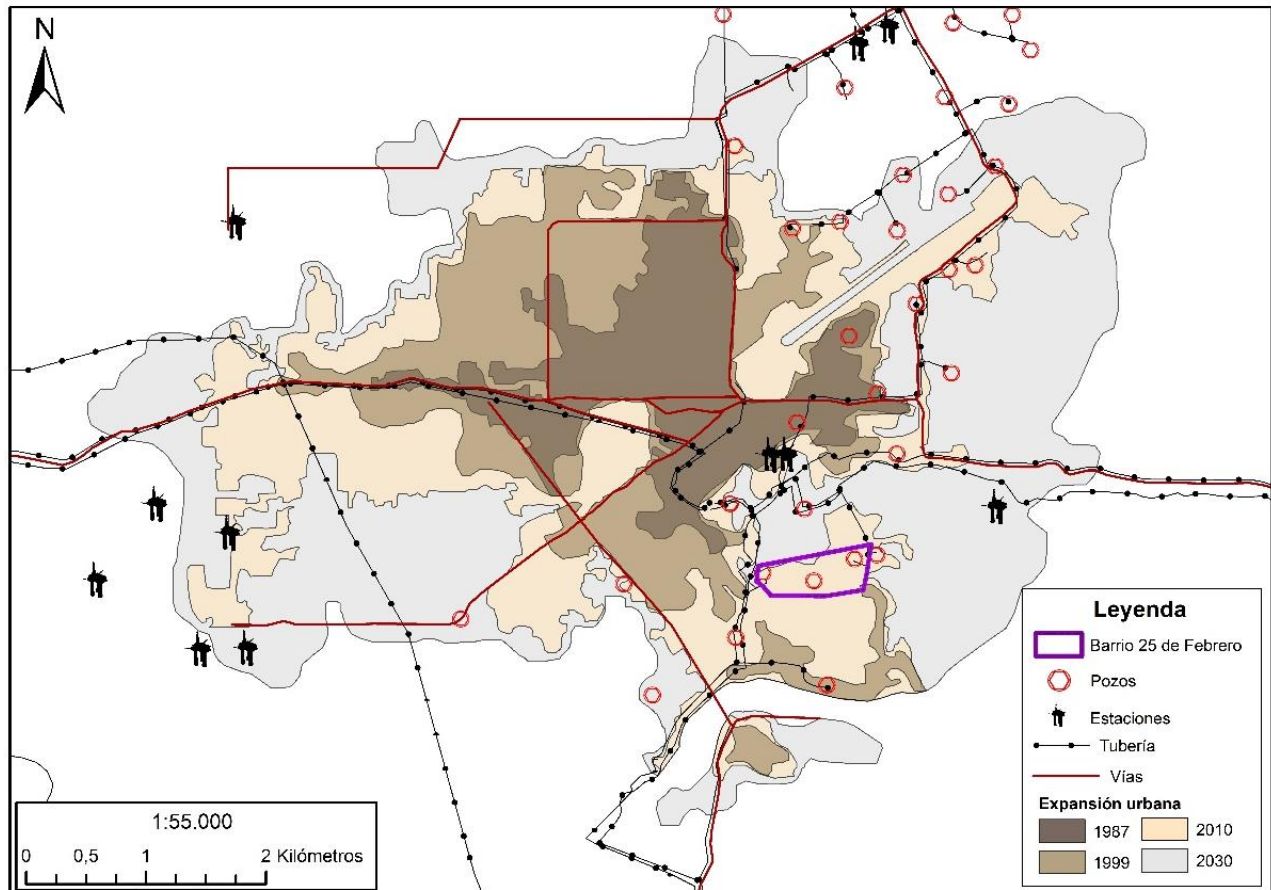 N
Leyenda
Barrio 25 de Febrero
Pozos
Estaciones
Tubería
Vías
Expansión urbana
1987 2010
1999 2030
1:55.000
0 0,5 1 2 Kilómetros